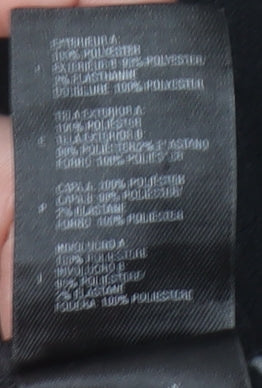 EXTERIEUR A:
100% POLYESTER
F EXTERIEUR B 98% POLYESTER/
2% ELASTHANNE
DOUBLURE 100% POLYESTER
TELA EXTERIOR A:
100% POLIESTER
E TELA EXTERIOR B:
98% POLIESTER/2% ELASTANO
FORRO 100% POLIESTER
CAPA A. 100% POLIÉSTER
CAPA B 98% POLIÉSTER/
P 2% ELASTANE
FORRO 100% POLIÉSTER
INVOLUCRO A
100% POLIESTERE
I INVOLUCRO B
98% POLIESTERE/
2% ELASTANE
FODERA 100% POLIESTERE